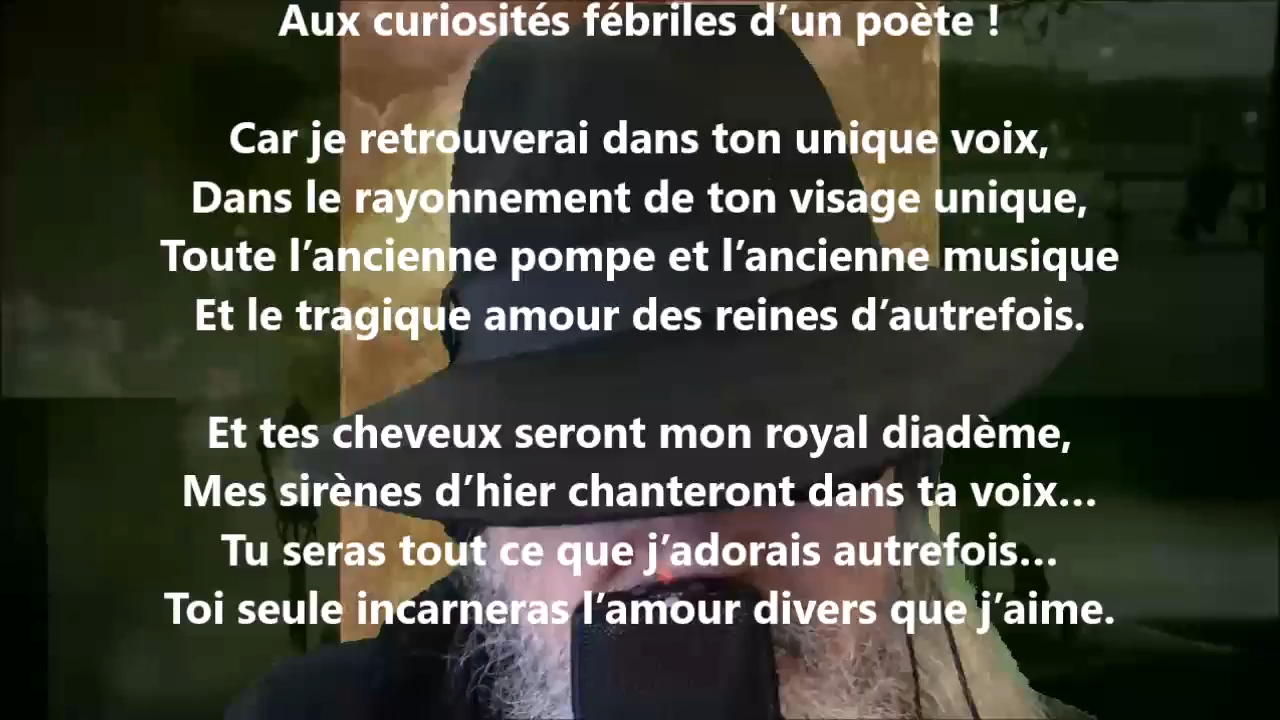 Aux curiosités fébriles d’un poète !
Car je retrouverai dans ton unique voix,
Dans le rayonnement de ton visage unique,
Toute l’ancienne pompe et l’ancienne musique
Et le tragique amour des reines d’autrefois.
Et tes cheveux seront mon royal diadème,
Mes sirènes d’hier chanteront dans ta voix…
Tu seras tout ce que j’adorais autrefois…
Toi seule incarneras l’amour divers que j’aime.